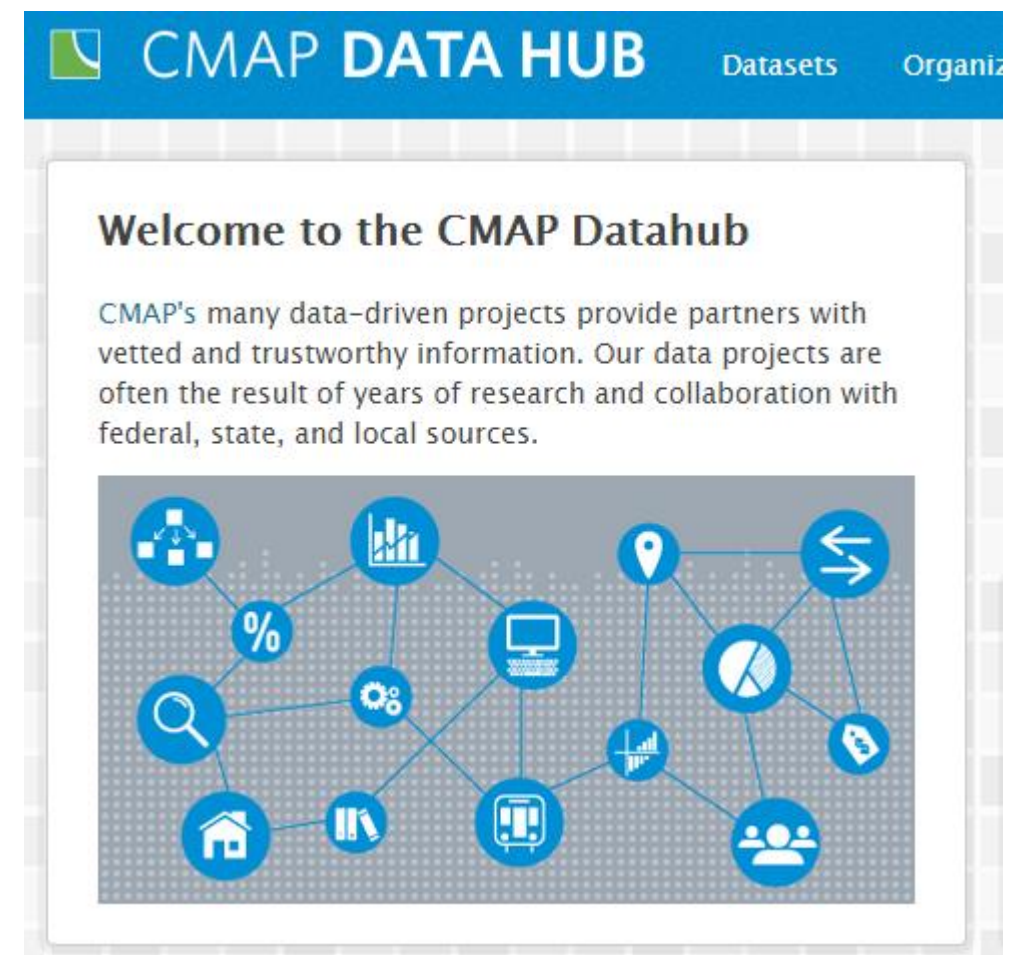 CMAP DATA HUB
Datasets
Welcome to the CMAP Datahub
CMAP's many data-driven projects provide partners with
vetted and trustworthy information. Our data projects are
often the result of years of research and collaboration with
federal, state, and local sources.
%
$